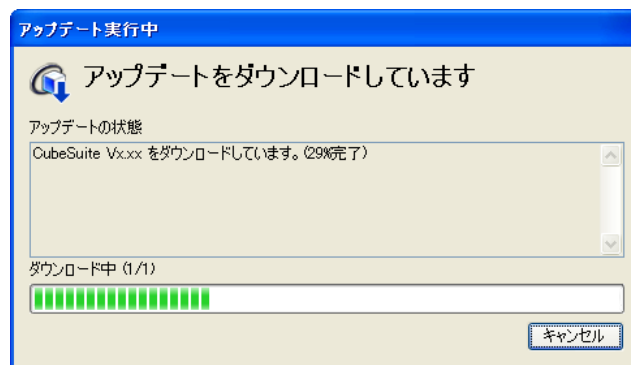 アップデート実行中
アップデートをダウンロードしています
アップデートの状態
CubeSuite Vx.xx をダウンロードしています。(29%完了)
ダウンロード中 (1/1)
キャンセル